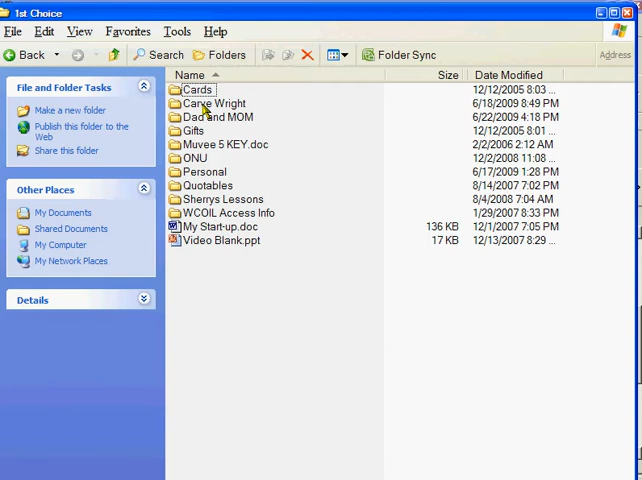 1st Choice
File Edit View Favorites Tools Help
Back Search Folders Folder Sync Address
Name Size Date Modified
File and Folder Tasks
Make a new folder
Publish this folder to the
Web
Share this folder
Other Places
My Documents
Shared Documents
My Computer
My Network Places
Details
Cards 12/12/2005 8:03 ...
Carve Wright 6/18/2009 8:49 PM
Dad and MOM 6/22/2009 4:18 PM
Gifts 12/12/2005 8:01 ...
Muvee 5 KEY.doc 2/2/2006 2:12 AM
ONU 12/2/2008 11:08 ...
Personal 6/17/2009 1:28 PM
Quotables 8/14/2007 7:02 PM
Sherrys Lessons 8/4/2008 7:04 AM
WCOIL Access Info 1/29/2007 8:33 PM
My Start-up.doc 136 KB 12/1/2007 7:05 PM
Video Blank.ppt 17 KB 12/13/2007 8:29 ...